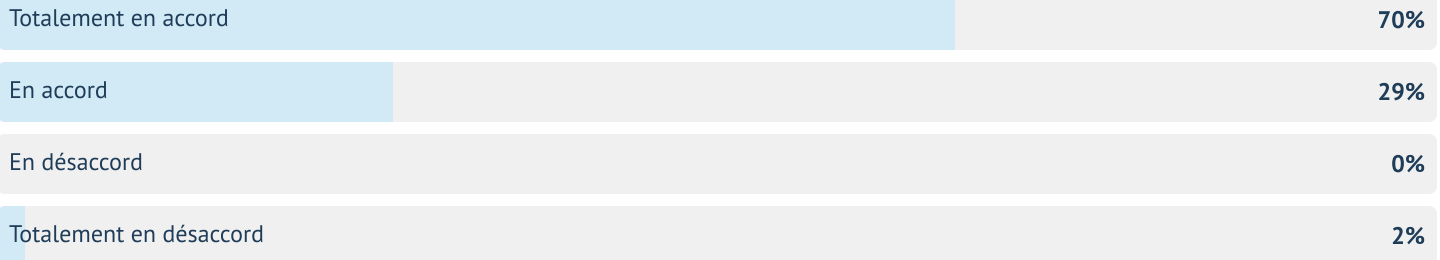 Totalement en accord 70%
En accord 29%
En désaccord 0%
Totalement en désaccord 2%